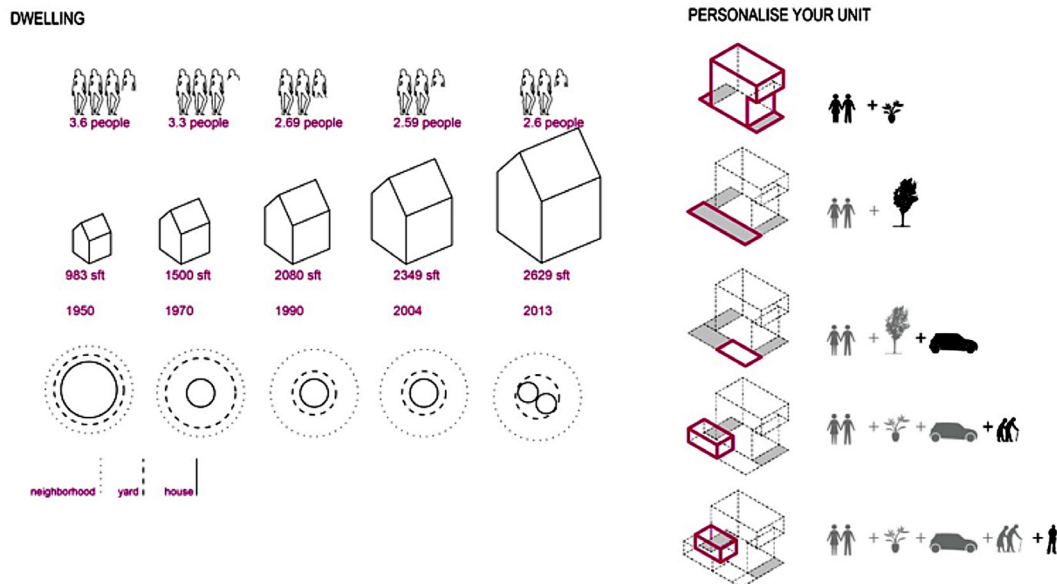 DWELLING
PERSONALISE YOUR UNIT
3.6 people
3.3 people
2.69 people
2.59 people
2.6 people
983 sft
1500 sft
2080 sft
2349 sft
2629 sft
1950
1970
1990
2004
2013
neighborhood
yard
house
+
+
+ +
+ + +
+ + + +